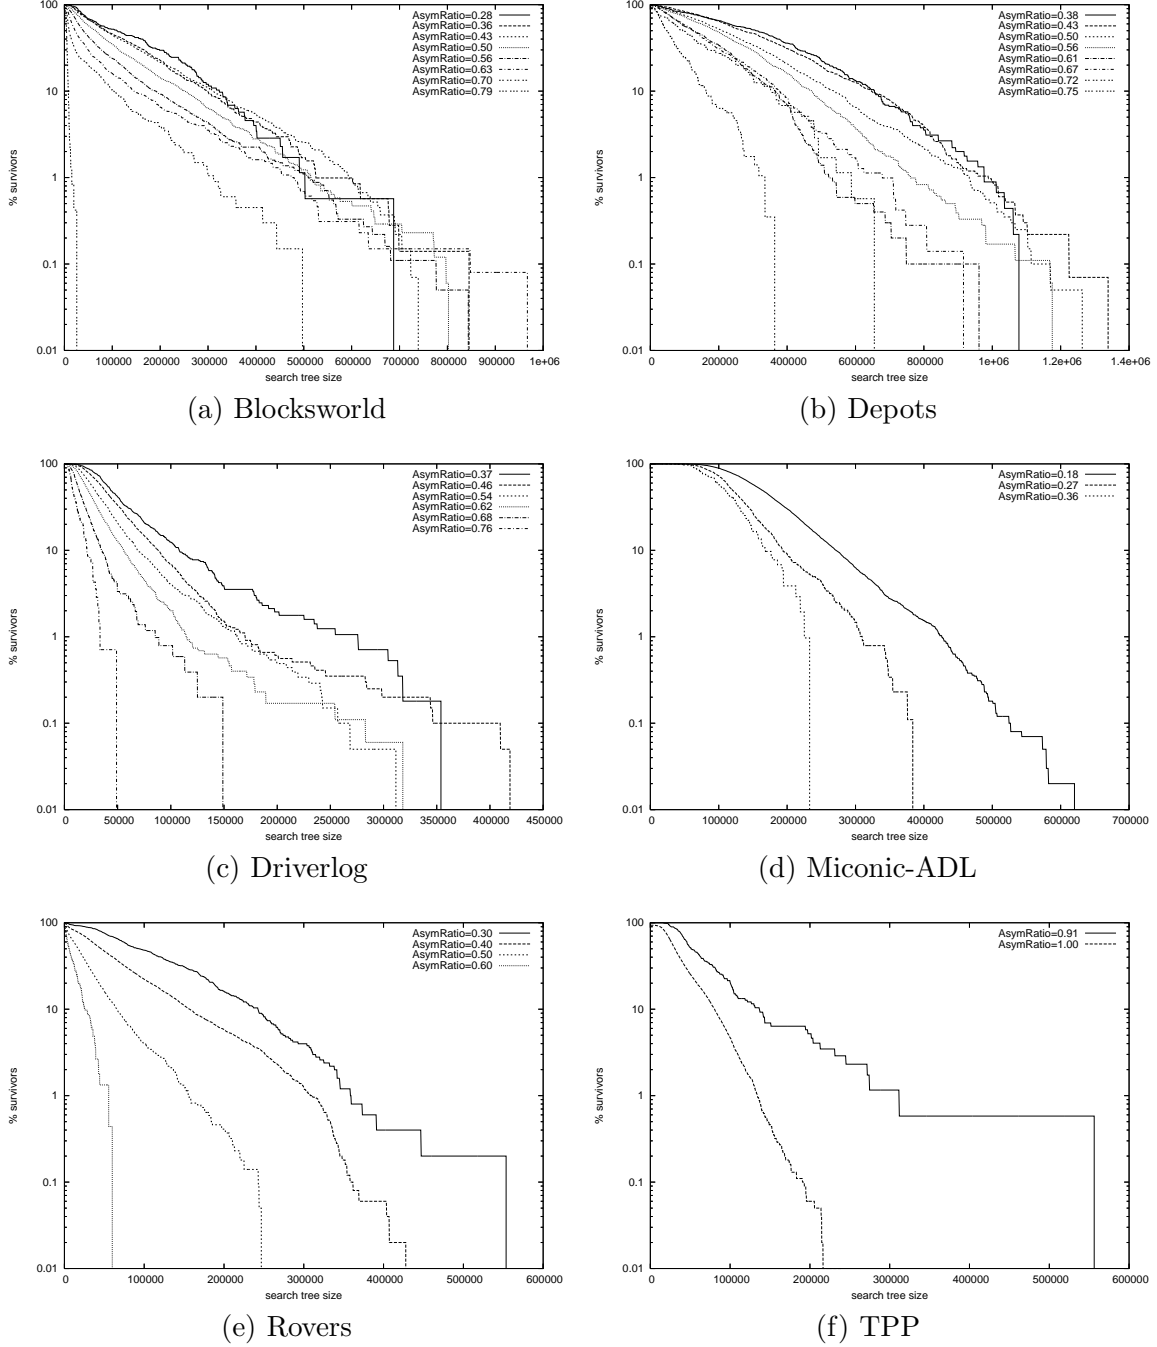 100
10
1
0.1
0.01
% survivors
0 100000 200000 300000 400000 500000 600000 700000 800000 900000 1e+06
search tree size
AsymRatio=0.28
AsymRatio=0.36
AsymRatio=0.43
AsymRatio=0.50
AsymRatio=0.56
AsymRatio=0.63
AsymRatio=0.70
AsymRatio=0.79
(a) Blocksworld
100
10
1
0.1
0.01
% survivors
200000 400000 600000 800000 1e+06 1.2e+06 1.4e+06
search tree size
AsymRatio=0.38
AsymRatio=0.43
AsymRatio=0.50
AsymRatio=0.56
AsymRatio=0.61
AsymRatio=0.67
AsymRatio=0.72
AsymRatio=0.75
(b) Depots
100
10
1
0.1
0.01
% survivors
0 50000 100000 150000 200000 250000 300000 350000 400000 450000
search tree size
AsymRatio=0.37
AsymRatio=0.46
AsymRatio=0.54
AsymRatio=0.62
AsymRatio=0.68
AsymRatio=0.76
(c) Driverlog
100
10
1
0.1
0.01
% survivors
0 100000 200000 300000 400000 500000 600000 700000
search tree size
AsymRatio=0.18
AsymRatio=0.27
AsymRatio=0.36
(d) Miconic-ADL
100
10
1
0.1
0.01
% survivors
0 100000 200000 300000 400000 500000 600000
search tree size
AsymRatio=0.30
AsymRatio=0.40
AsymRatio=0.50
AsymRatio=0.60
(e) Rovers
100
10
1
0.1
0.01
% survivors
0 100000 200000 300000 400000 500000 600000
search tree size
AsymRatio=0.91
AsymRatio=1.00
(f) TPP